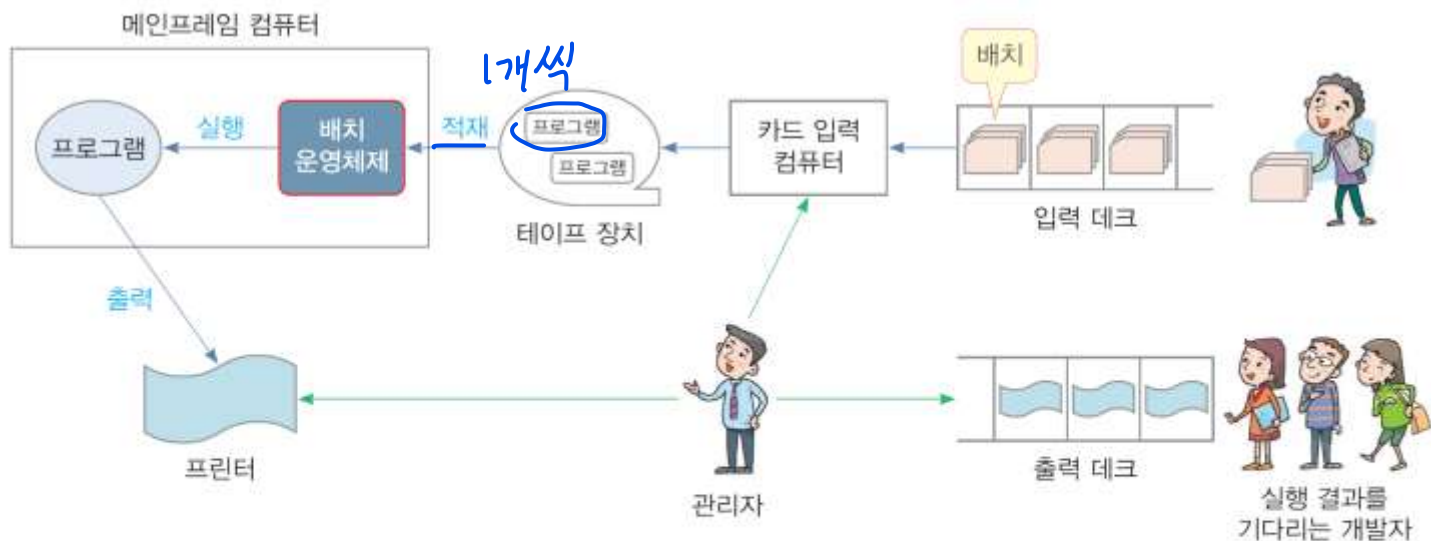 메인프레임 컴퓨터
1개씩
배치
프로그램
실행
배치
운영체제
적재
프로그램
프로그램
카드 입력
컴퓨터
테이프 장치
입력 데크
출력
프린터
관리자
출력 데크
실행 결과를
기다리는 개발자